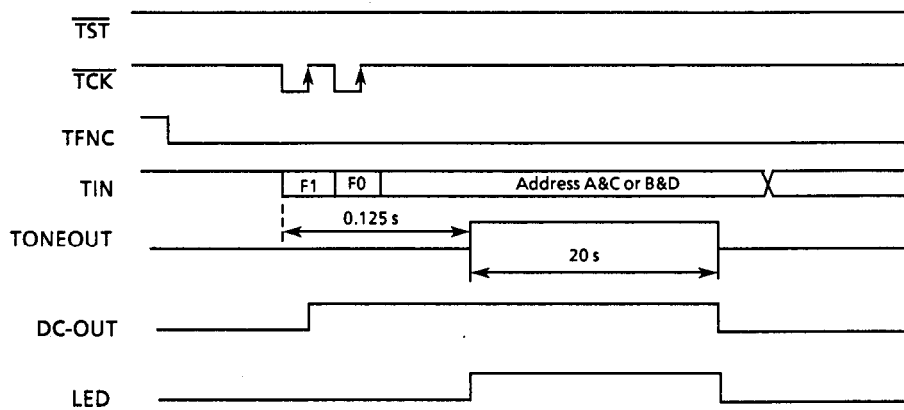 TST
TCK
TFNC
TIN F1 F0 Address A&C or B&D
0.125 s
TONEOUT
20 s
DC-OUT
LED